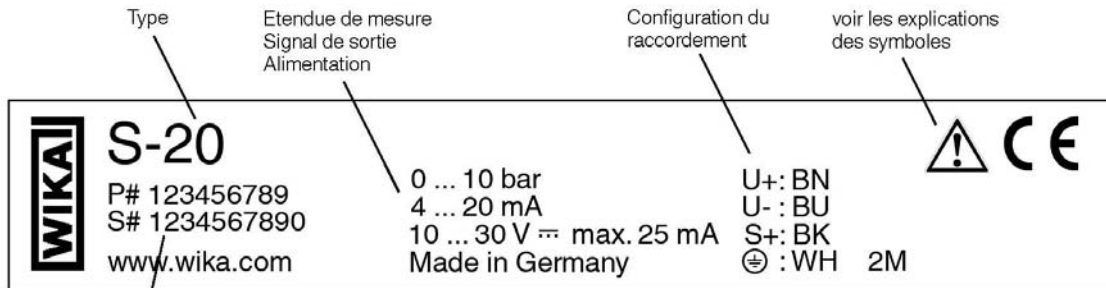 Type
Etendue de mesure
Signal de sortie
Alimentation
Configuration du
raccordement
voir les explications
des symboles
WIKA
S-20
P# 123456789
S# 1234567890
www.wika.com
0 ... 10 bar
4 ... 20 mA
10 ... 30 V ⎓ max. 25 mA
Made in Germany
U+: BN
U- : BU
S+: BK
⏚ : WH 2M
CE